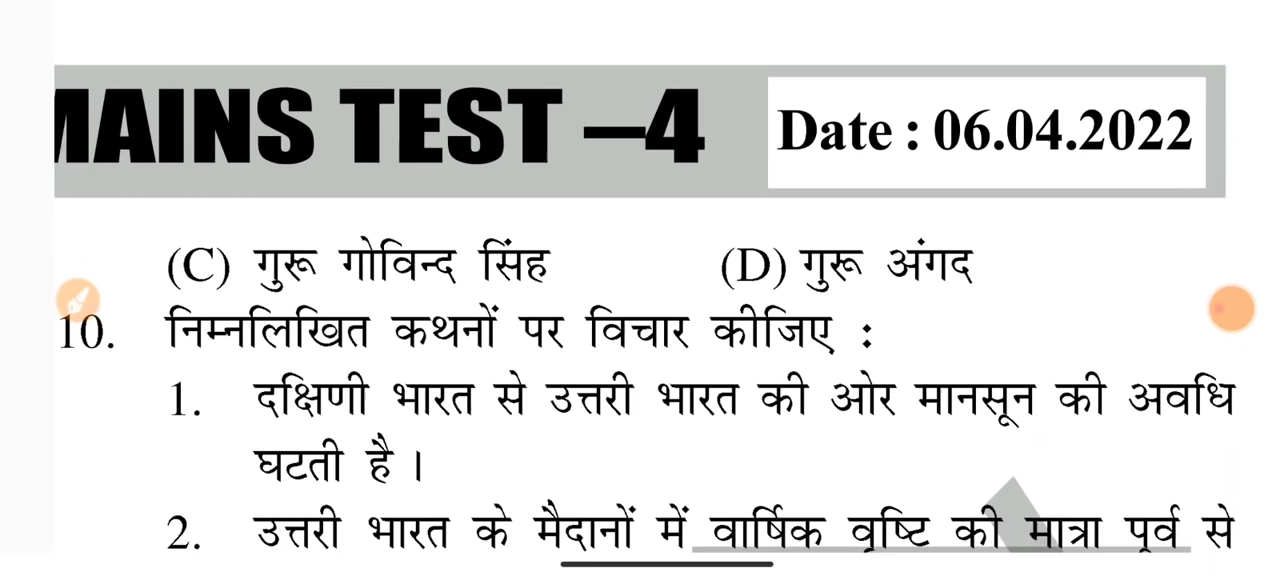 MAINS TEST –4 Date : 06.04.2022
(C) गुरू गोविन्द सिंह (D) गुरू अंगद
10. निम्नलिखित कथनों पर विचार कीजिए :
1. दक्षिणी भारत से उत्तरी भारत की ओर मानसून की अवधि
घटती है ।
2. उत्तरी भारत के मैदानों में वार्षिक वृष्टि की मात्रा पूर्व से